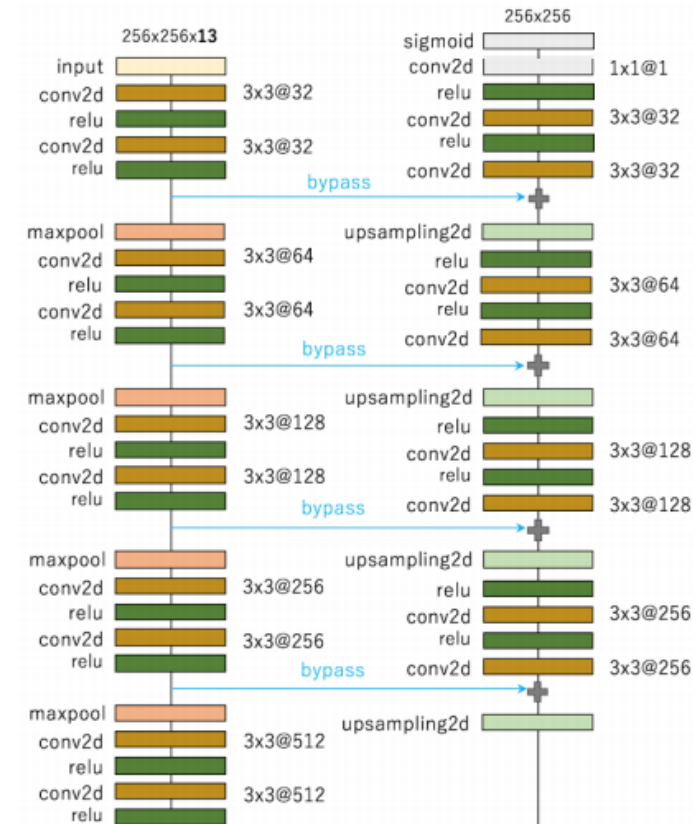 256x256x13
input
conv2d 3x3@32
relu
conv2d 3x3@32
relu
bypass
maxpool
conv2d 3x3@64
relu
conv2d 3x3@64
relu
bypass
maxpool
conv2d 3x3@128
relu
conv2d 3x3@128
relu
bypass
maxpool
conv2d 3x3@256
relu
conv2d 3x3@256
relu
bypass
maxpool
conv2d 3x3@512
relu
conv2d 3x3@512
relu
256x256
sigmoid
conv2d 1x1@1
relu
conv2d 3x3@32
relu
conv2d 3x3@32
upsampling2d
relu
conv2d 3x3@64
relu
conv2d 3x3@64
upsampling2d
relu
conv2d 3x3@128
relu
conv2d 3x3@128
upsampling2d
relu
conv2d 3x3@256
relu
conv2d 3x3@256
upsampling2d